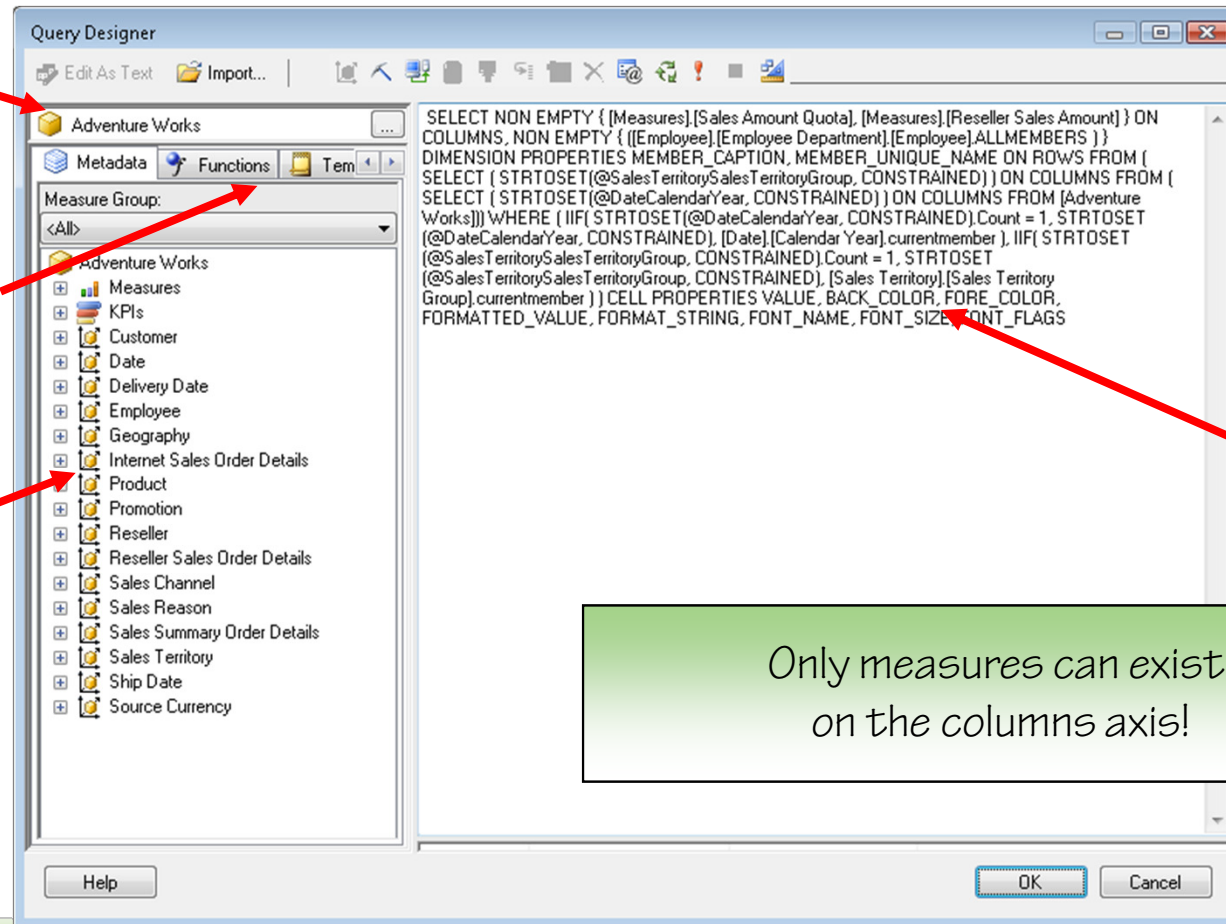 Query Designer
Edit As Text Import...
Adventure Works ...
Metadata Functions Tem
Measure Group:
<All>
Adventure Works
Measures
KPIs
Customer
Date
Delivery Date
Employee
Geography
Internet Sales Order Details
Product
Promotion
Reseller
Reseller Sales Order Details
Sales Channel
Sales Reason
Sales Summary Order Details
Sales Territory
Ship Date
Source Currency
SELECT NON EMPTY { [Measures].[Sales Amount Quota], [Measures].[Reseller Sales Amount] } ON
COLUMNS, NON EMPTY { ([Employee].[Employee Department].[Employee].ALLMEMBERS ) }
DIMENSION PROPERTIES MEMBER_CAPTION, MEMBER_UNIQUE_NAME ON ROWS FROM (
SELECT ( STRTOSET(@SalesTerritorySalesTerritoryGroup, CONSTRAINED) ) ON COLUMNS FROM (
SELECT ( STRTOSET(@DateCalendarYear, CONSTRAINED) ) ON COLUMNS FROM [Adventure
Works])) WHERE ( IIF( STRTOSET(@DateCalendarYear, CONSTRAINED).Count = 1, STRTOSET
(@DateCalendarYear, CONSTRAINED), [Date].[Calendar Year].currentmember ), IIF( STRTOSET
(@SalesTerritorySalesTerritoryGroup, CONSTRAINED).Count = 1, STRTOSET
(@SalesTerritorySalesTerritoryGroup, CONSTRAINED), [Sales Territory].[Sales Territory
Group].currentmember ) ) CELL PROPERTIES VALUE, BACK_COLOR, FORE_COLOR,
FORMATTED_VALUE, FORMAT_STRING, FONT_NAME, FONT_SIZE, FONT_FLAGS
Only measures can exist
on the columns axis!
Help OK Cancel